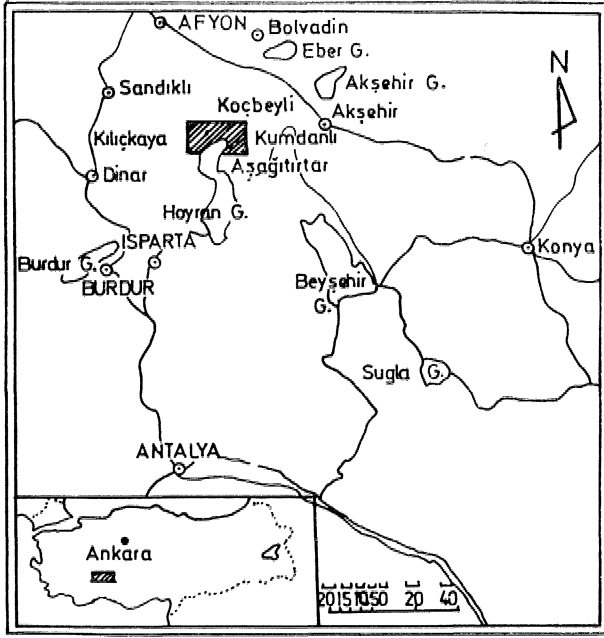 AFYON
Bolvadin
Eber G.
N
Sandıklı
Akşehir G.
Koçbeyli
Akşehir
Kılıçkaya
Kumdanlı
Aşağıtırtar
Dinar
Hoyran G.
ISPARTA
Konya
Burdur G.
BURDUR
Beyşehir
G.
Sugla G.
ANTALYA
Ankara
20 15 10 5 0 20 40